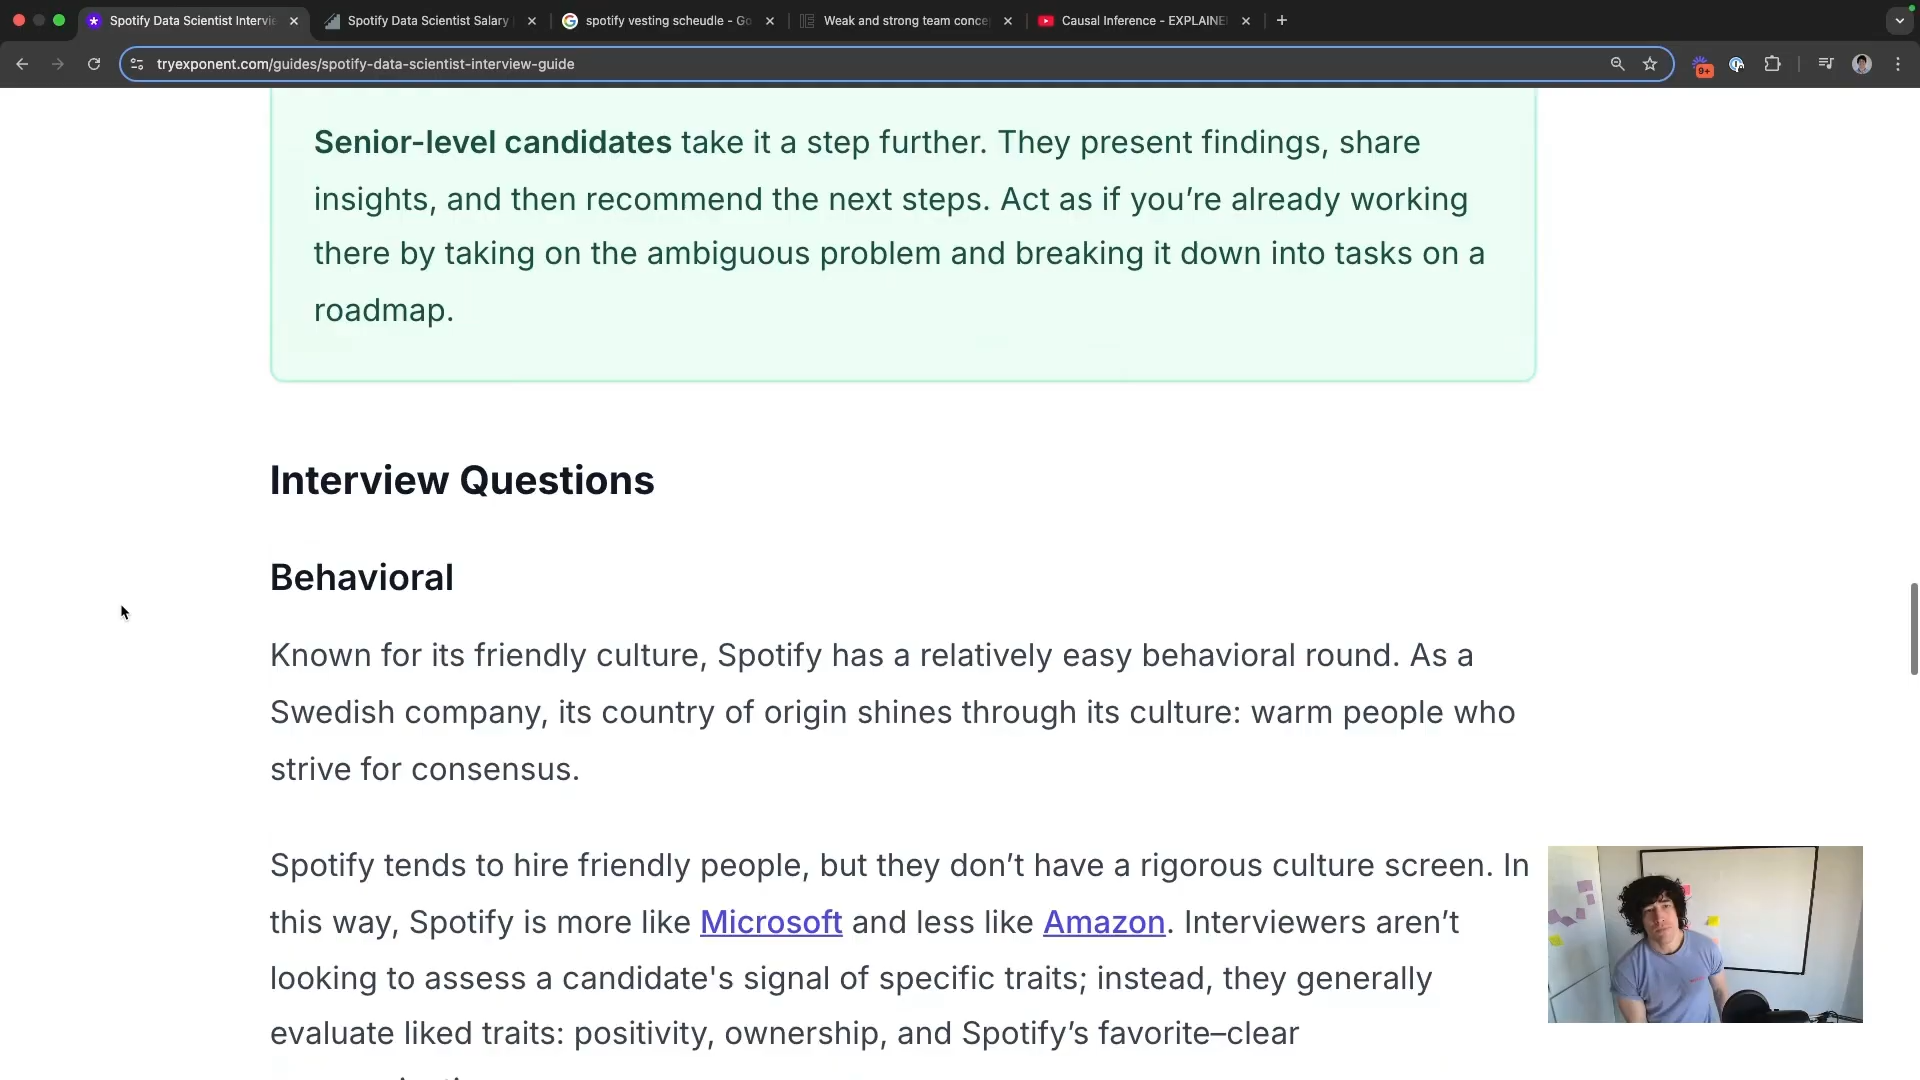 Spotify Data Scientist Intervie
Spotify Data Scientist Salary
spotify vesting scheudle - Go
Weak and strong team conce
Causal Inference - EXPLAINE
tryexponent.com/guides/spotify-data-scientist-interview-guide
9+
Senior-level candidates take it a step further. They present findings, share
insights, and then recommend the next steps. Act as if you’re already working
there by taking on the ambiguous problem and breaking it down into tasks on a
roadmap.
Interview Questions
Behavioral
Known for its friendly culture, Spotify has a relatively easy behavioral round. As a
Swedish company, its country of origin shines through its culture: warm people who
strive for consensus.
Spotify tends to hire friendly people, but they don’t have a rigorous culture screen. In
this way, Spotify is more like Microsoft and less like Amazon. Interviewers aren’t
looking to assess a candidate's signal of specific traits; instead, they generally
evaluate liked traits: positivity, ownership, and Spotify’s favorite–clear